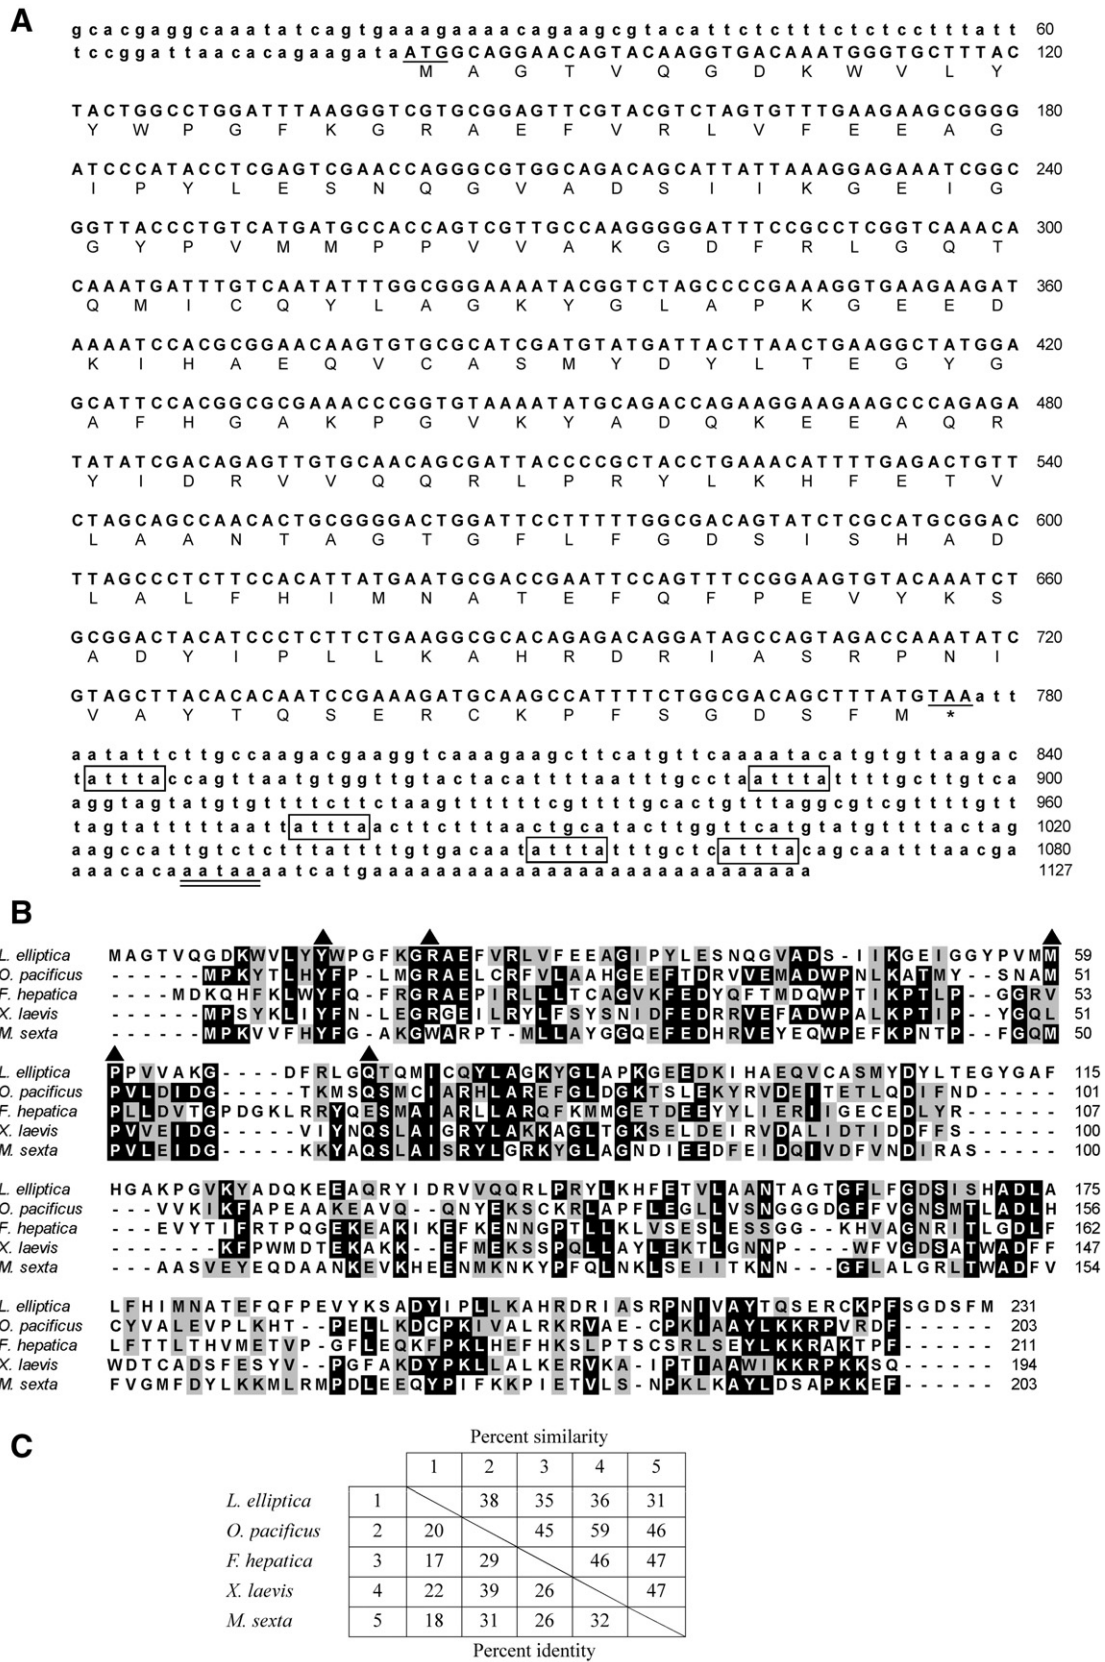 A
gcacgaggcaaatatcagtgaaagaaaacagaagcgtacattctctttctctcctttatt 60
tccggattaacacagaagataATGGCAGGAACAGTACAAGGTGACAAATGGGTGCTTTAC 120
M A G T V Q G D K W V L Y
TACTGGCCTGGATTTAAGGGTCGTGCGGAGTTCGTACGTCTAGTGTTTGAAGAAGCGGGG 180
Y W P G F K G R A E F V R L V F E E A G
ATCCCATACCTCGAGTCGAACCAGGGCGTGGCAGACAGCATTATTAAAGGAGAAATCGGC 240
I P Y L E S N Q G V A D S I I K G E I G
GGTTACCCTGTCATGATGCCACCAGTCGTTGCCAAGGGGGATTTCCGCCTCGGTCAAACA 300
G Y P V M M P P V V A K G D F R L G Q T
CAAATGATTTGTCAATATTTGGCGGGAAAATACGGTCTAGCCCCGAAAGGTGAAGAAGAT 360
Q M I C Q Y L A G K Y G L A P K G E E D
AAAATCCACGCGGAACAAGTGTGCGCATCGATGTATGATTACTTAACTGAAGGCTATGGA 420
K I H A E Q V C A S M Y D Y L T E G Y G
GCATTCCACGGCGCGAAACCCGGTGTAAAATATGCAGACCAGAAGGAAGAAGCCCAGAGA 480
A F H G A K P G V K Y A D Q K E E A Q R
TATATCGACAGAGTTGTGCAACAGCGATTACCCCGCTACCTGAAACATTTTGAGACTGTT 540
Y I D R V V Q Q R L P R Y L K H F E T V
CTAGCAGCCAACACTGCGGGGACTGGATTCCTTTTTGGCGACAGTATCTCGCATGCGGAC 600
L A A N T A G T G F L F G D S I S H A D
TTAGCCCTCTTCCACATTATGAATGCGACCGAATTCCAGTTTCCGGAAGTGTACAAATCT 660
L A L F H I M N A T E F Q F P E V Y K S
GCGGACTACATCCCTCTTCTGAAGGCGCACAGAGACAGGATAGCCAGTAGACCAAATATC 720
A D Y I P L L K A H R D R I A S R P N I
GTAGCTTACACACAATCCGAAAGATGCAAGCCATTTTCTGGCGACAGCTTTATGTAAatt 780
V A Y T Q S E R C K P F S G D S F M *
aatattcttgccaagacgaaggtcaaagaagcttcatgttcaaaatacatgtgttaagac 840
tatttaccagttaatgtggttgtactacattttaatttgcctaaatttattttgcttgtca 900
aggtagtatgtgttttcttctaagttttttcgttttgcactgtttaggcgtcgttttgtt 960
tagtatttttaattatttaacttctttaactgcatacttggttcatgtatgttttactag 1020
aagccattgtctctttattttgtgacaatatttatttgctcatttacagcaatttaacga 1080
aaacacaaataaaatcatgaaaaaaaaaaaaaaaaaaaaaaaaaaaa 1127
B
L. elliptica MAGTVQGDKWVLYYWPGFKGRAEFVRLVFEEAGIPYLESNQGVADS-IIKGEIGGYPVMM 59
O. pacificus ------MPKYTLHYFP-LMGRAELCRFVLAAHGEEFTDRVVEMADWPNLKATMY--SNAM 51
F. hepatica ----MDKQHFKLWYFQ-FRGRAEPIRLLLTCAGVKFEDYQFTMDQWPTIKPTLP--GGRV 53
X. laevis ------MPSYKLIYFN-LEGRGEILRYLFSYSNIDFEDRRVEFADWPALKPTLP--YGQL 51
M. sexta ------MPKVVFHYFG-AKGWARPT-MLLAYGGQEFEDHRVEYEQWPEFKPNTP--FGQM 50
L. elliptica PPVVAKG----DFRLGQTQMICQYLAGKYGLAPKGEEDKIHAEQVCASMYDYLTEGYGAF 115
O. pacificus PVLDIDG-----TKMSQSMCIARHLAREFGLDGKTSLEKYRVDEITETLQDIFND----- 101
F. hepatica PLLDVTGPDGKLRRYQESMAIARLLARQFKMMGETDEEYYLIERIIGECEDLYR------ 107
X. laevis PVVEIDG-----VIYNQSLAIGRYLAKKAGLTGKSELDEIRVDALIDTIDDFFS------ 100
M. sexta PVLEIDG-----KKYAQSLAISRYLGRKYGLAGNDIEEDFEIDQIVDFVNDIRAS----- 100
L. elliptica HGAKPGVKYADQKEEAQRYIDRVVQQRLPRYLKHFETVLAANTAGTGFLFGDSISHADLA 175
O. pacificus ---VVKIKFAPEAAKEAVQ--QNYEKSCKRLAPFLEGLLVSNGGGDGFFVGNSMTLADLH 156
F. hepatica ---EVYTIFRTPQGEKEAKIKEFKENNGPTLLKLVSESLESSGG--KHVAGNRITLGDLF 162
X. laevis -------KFPWMDTEKAKK--EFMEKSSPQLLAYLEKTLGNNP----WFVGDSATWADFF 147
M. sexta ---AASVEYEQDAANKEVKHEENMKNKYPFQLNKLSEIITKNN---GFLALGRLTWADFV 154
L. elliptica LFHIMNATEFQFPEVYKSADYIPLLKAHRDRIASRPNIVAYTQSERCKPFSGDSFM 231
O. pacificus CYVALEVPLKHT--PELLKDCPKIVALRKRVAE-CPKIAAYLKKRPVRDF------ 203
F. hepatica LFTTLTHVMETVP-GFLEQKFPKLHEFHKSLPTSCSRLSEYLKKRAKTPF------ 211
X. laevis WDTCADSFESYV--PGFAKDYPKLLALKERVKA-IPTIAAWIKKRPKKSQ------ 194
M. sexta FVGMFDYLKKMLRMPDLEEQYPIFKKPIETVLS-NPKLKAYLDSAPKKEF------ 203
C
Percent similarity
1 2 3 4 5
L. elliptica 1 38 35 36 31
O. pacificus 2 20 45 59 46
F. hepatica 3 17 29 46 47
X. laevis 4 22 39 26 47
M. sexta 5 18 31 26 32
Percent identity